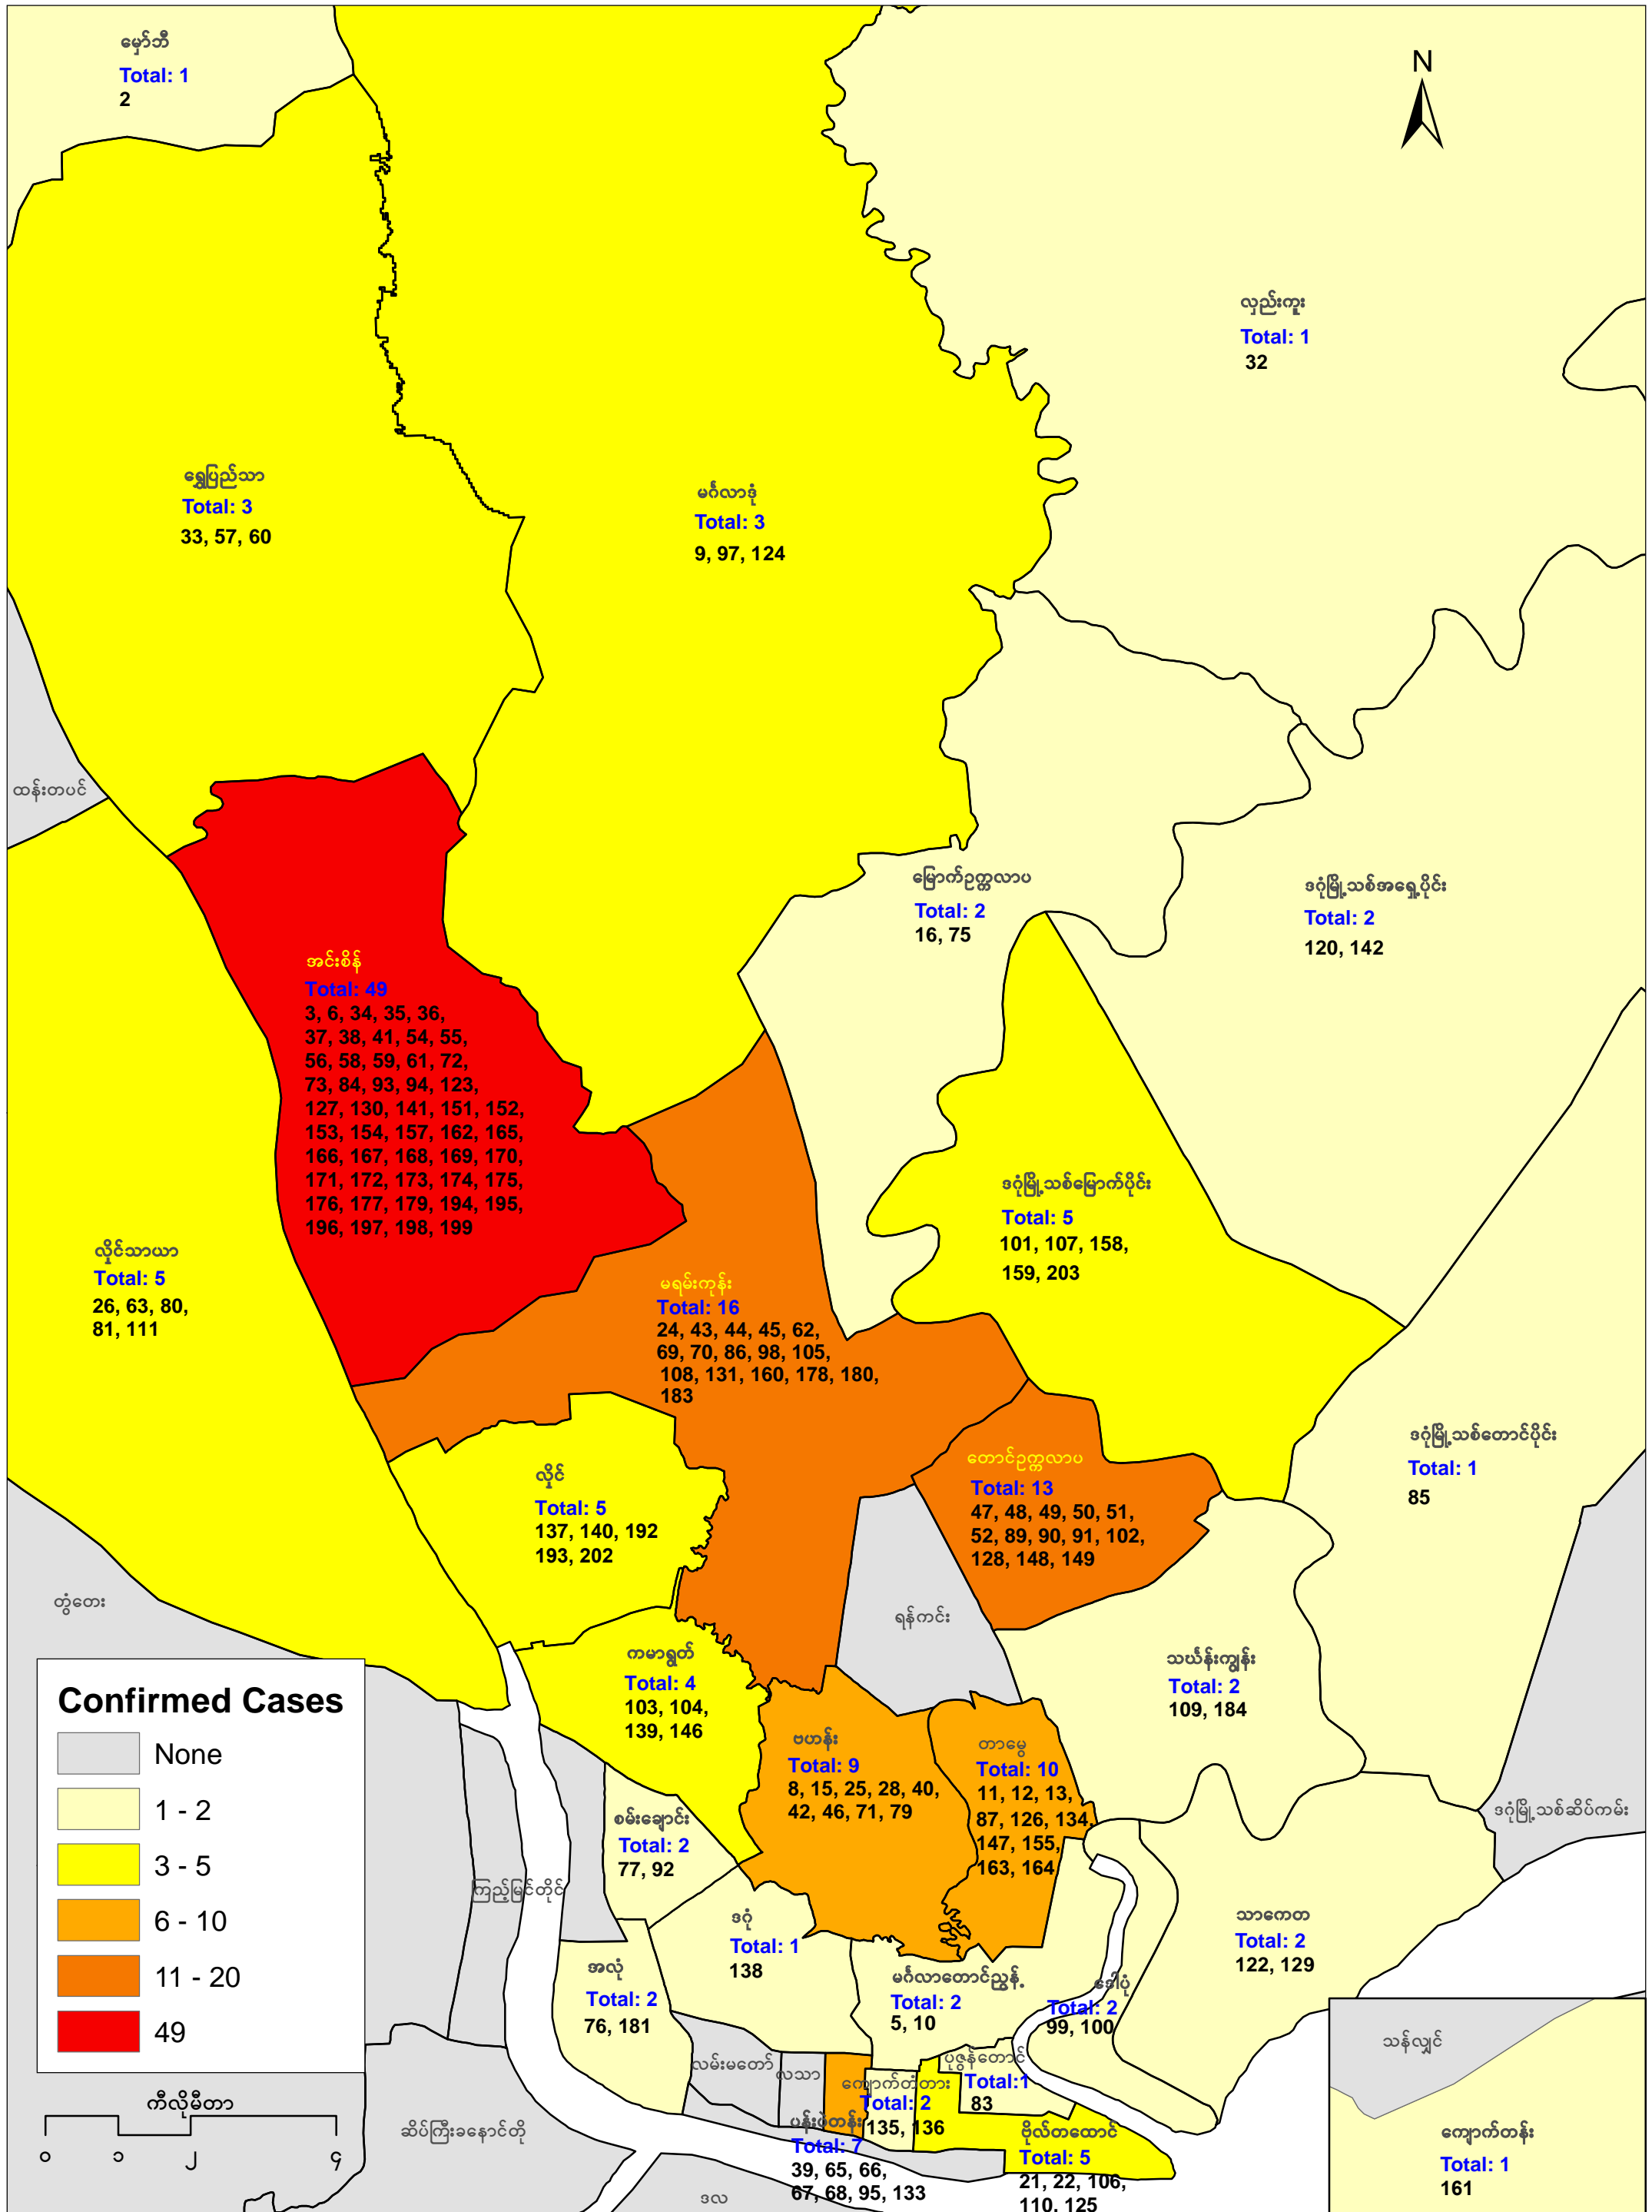 မှော်ဘီ
Total: 1
2
N
လှည်းကူး
Total: 1
32
ရွှေပြည်သာ
Total: 3
33, 57, 60
မင်္ဂလာဒုံ
Total: 3
9, 97, 124
ထန်းတပင်
မြောက်ဥက္ကလာပ
Total: 2
16, 75
ဒဂုံမြို့သစ်အရှေ့ပိုင်း
Total: 2
120, 142
အင်းစိန်
Total: 49
3, 6, 34, 35, 36,
37, 38, 41, 54, 55,
56, 58, 59, 61, 72,
73, 84, 93, 94, 123,
127, 130, 141, 151, 152,
153, 154, 157, 162, 165,
166, 167, 168, 169, 170,
171, 172, 173, 174, 175,
176, 177, 179, 194, 195,
196, 197, 198, 199
ဒဂုံမြို့သစ်မြောက်ပိုင်း
Total: 5
101, 107, 158,
159, 203
လှိုင်သာယာ
Total: 5
26, 63, 80,
81, 111
မရမ်းကုန်း
Total: 16
24, 43, 44, 45, 62,
69, 70, 86, 98, 105,
108, 131, 160, 178, 180,
183
ဒဂုံမြို့သစ်တောင်ပိုင်း
Total: 1
85
တောင်ဥက္ကလာပ
Total: 13
47, 48, 49, 50, 51,
52, 89, 90, 91, 102,
128, 148, 149
လှိုင်
Total: 5
137, 140, 192
193, 202
တွံတေး
ရန်ကင်း
ကမာရွတ်
Total: 4
103, 104,
139, 146
သင်္ဃန်းကျွန်း
Total: 2
109, 184
ဗဟန်း
Total: 9
8, 15, 25, 28, 40,
42, 46, 71, 79
တာမွေ
Total: 10
11, 12, 13,
87, 126, 134,
147, 155,
163, 164
ဒဂုံမြို့သစ်ဆိပ်ကမ်း
စမ်းချောင်း
Total: 2
77, 92
ကြည့်မြင်တိုင်
ဒဂုံ
Total: 1
138
သာကေတ
Total: 2
122, 129
အလုံ
Total: 2
76, 181
မင်္ဂလာတောင်ညွန့်
Total: 2
5, 10
ဒေါပုံ
Total: 2
99, 100
လမ်းမတော်
လသာ
ကျောက်တံတား
Total: 2
135, 136
ပုဇွန်တောင်
Total:1
83
ပန်းပဲတန်း
Total: 7
39, 65, 66,
67, 68, 95, 133
ဗိုလ်တထောင်
Total: 5
21, 22, 106,
110, 125
ဆိပ်ကြီးခနောင်တို
ဒလ
သန်လျှင်
ကျောက်တန်း
Total: 1
161
Confirmed Cases
None
1 - 2
3 - 5
6 - 10
11 - 20
49
ကီလိုမီတာ
၀ ၁ ၂ ၄